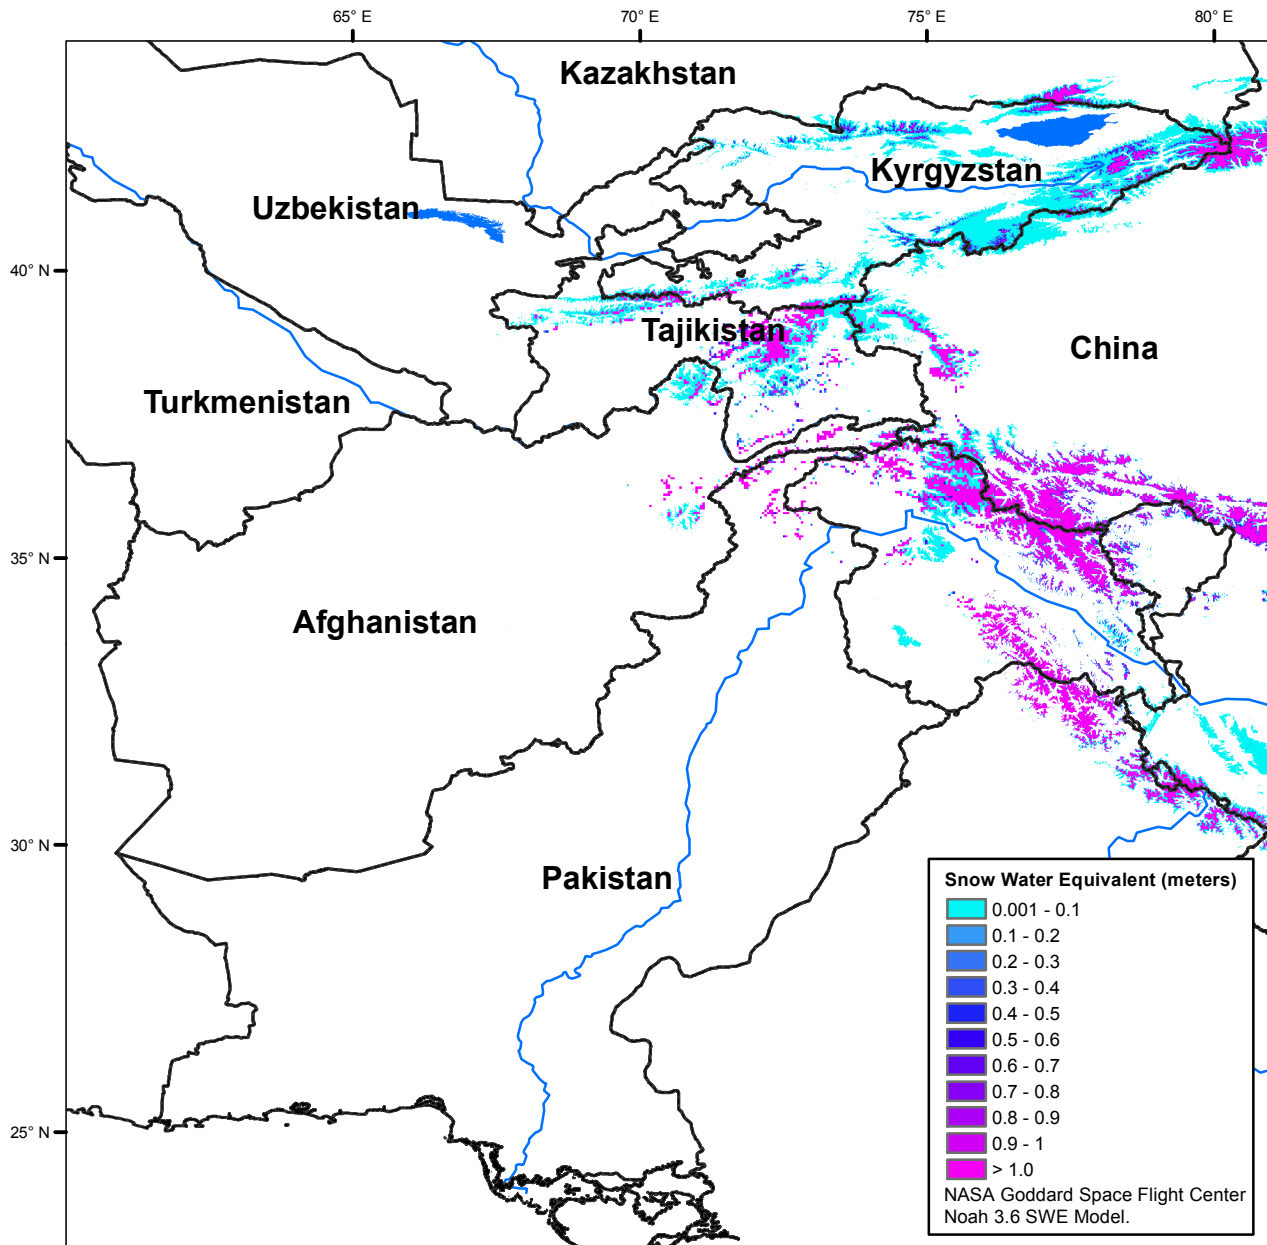 65° E 70° E 75° E 80° E
Kazakhstan
Kyrgyzstan
Uzbekistan
40° N
Tajikistan
China
Turkmenistan
35° N
Afghanistan
30° N
Pakistan
Snow Water Equivalent (meters)
0.001 - 0.1
0.1 - 0.2
0.2 - 0.3
0.3 - 0.4
0.4 - 0.5
0.5 - 0.6
0.6 - 0.7
0.7 - 0.8
0.8 - 0.9
0.9 - 1
> 1.0
25° N
NASA Goddard Space Flight Center
Noah 3.6 SWE Model.